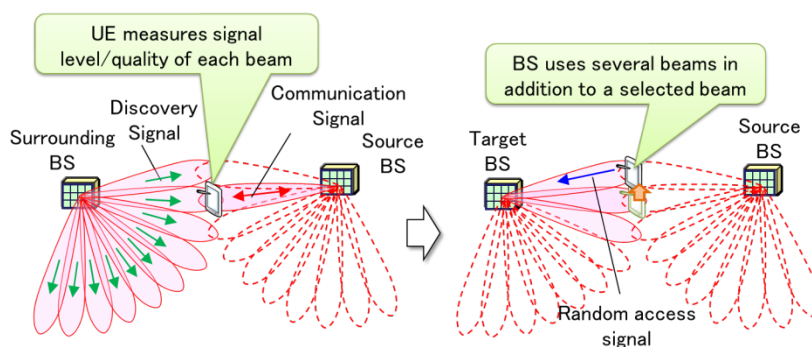 UE measures signal
level/quality of each beam
Discovery
Signal
Communication
Signal
Surrounding
BS
Source
BS
BS uses several beams in
addition to a selected beam
Target
BS
Source
BS
Random access
signal